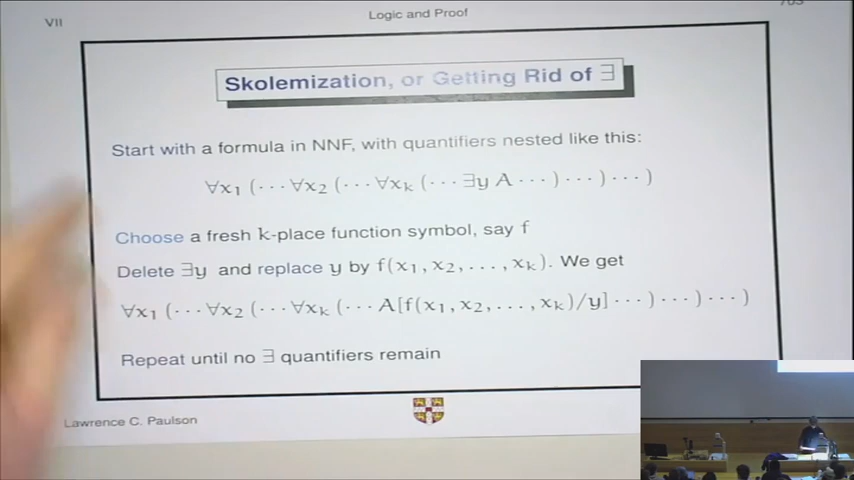 VII
Logic and Proof
703
Skolemization, or Getting Rid of ∃
Start with a formula in NNF, with quantifiers nested like this:
∀x₁ (··· ∀x₂ (··· ∀xₖ (··· ∃y A ···) ···) ···)
Choose a fresh k-place function symbol, say f
Delete ∃y and replace y by f(x₁, x₂, ..., xₖ). We get
∀x₁ (··· ∀x₂ (··· ∀xₖ (··· A[f(x₁, x₂, ..., xₖ)/y] ···) ···) ···)
Repeat until no ∃ quantifiers remain
Lawrence C. Paulson